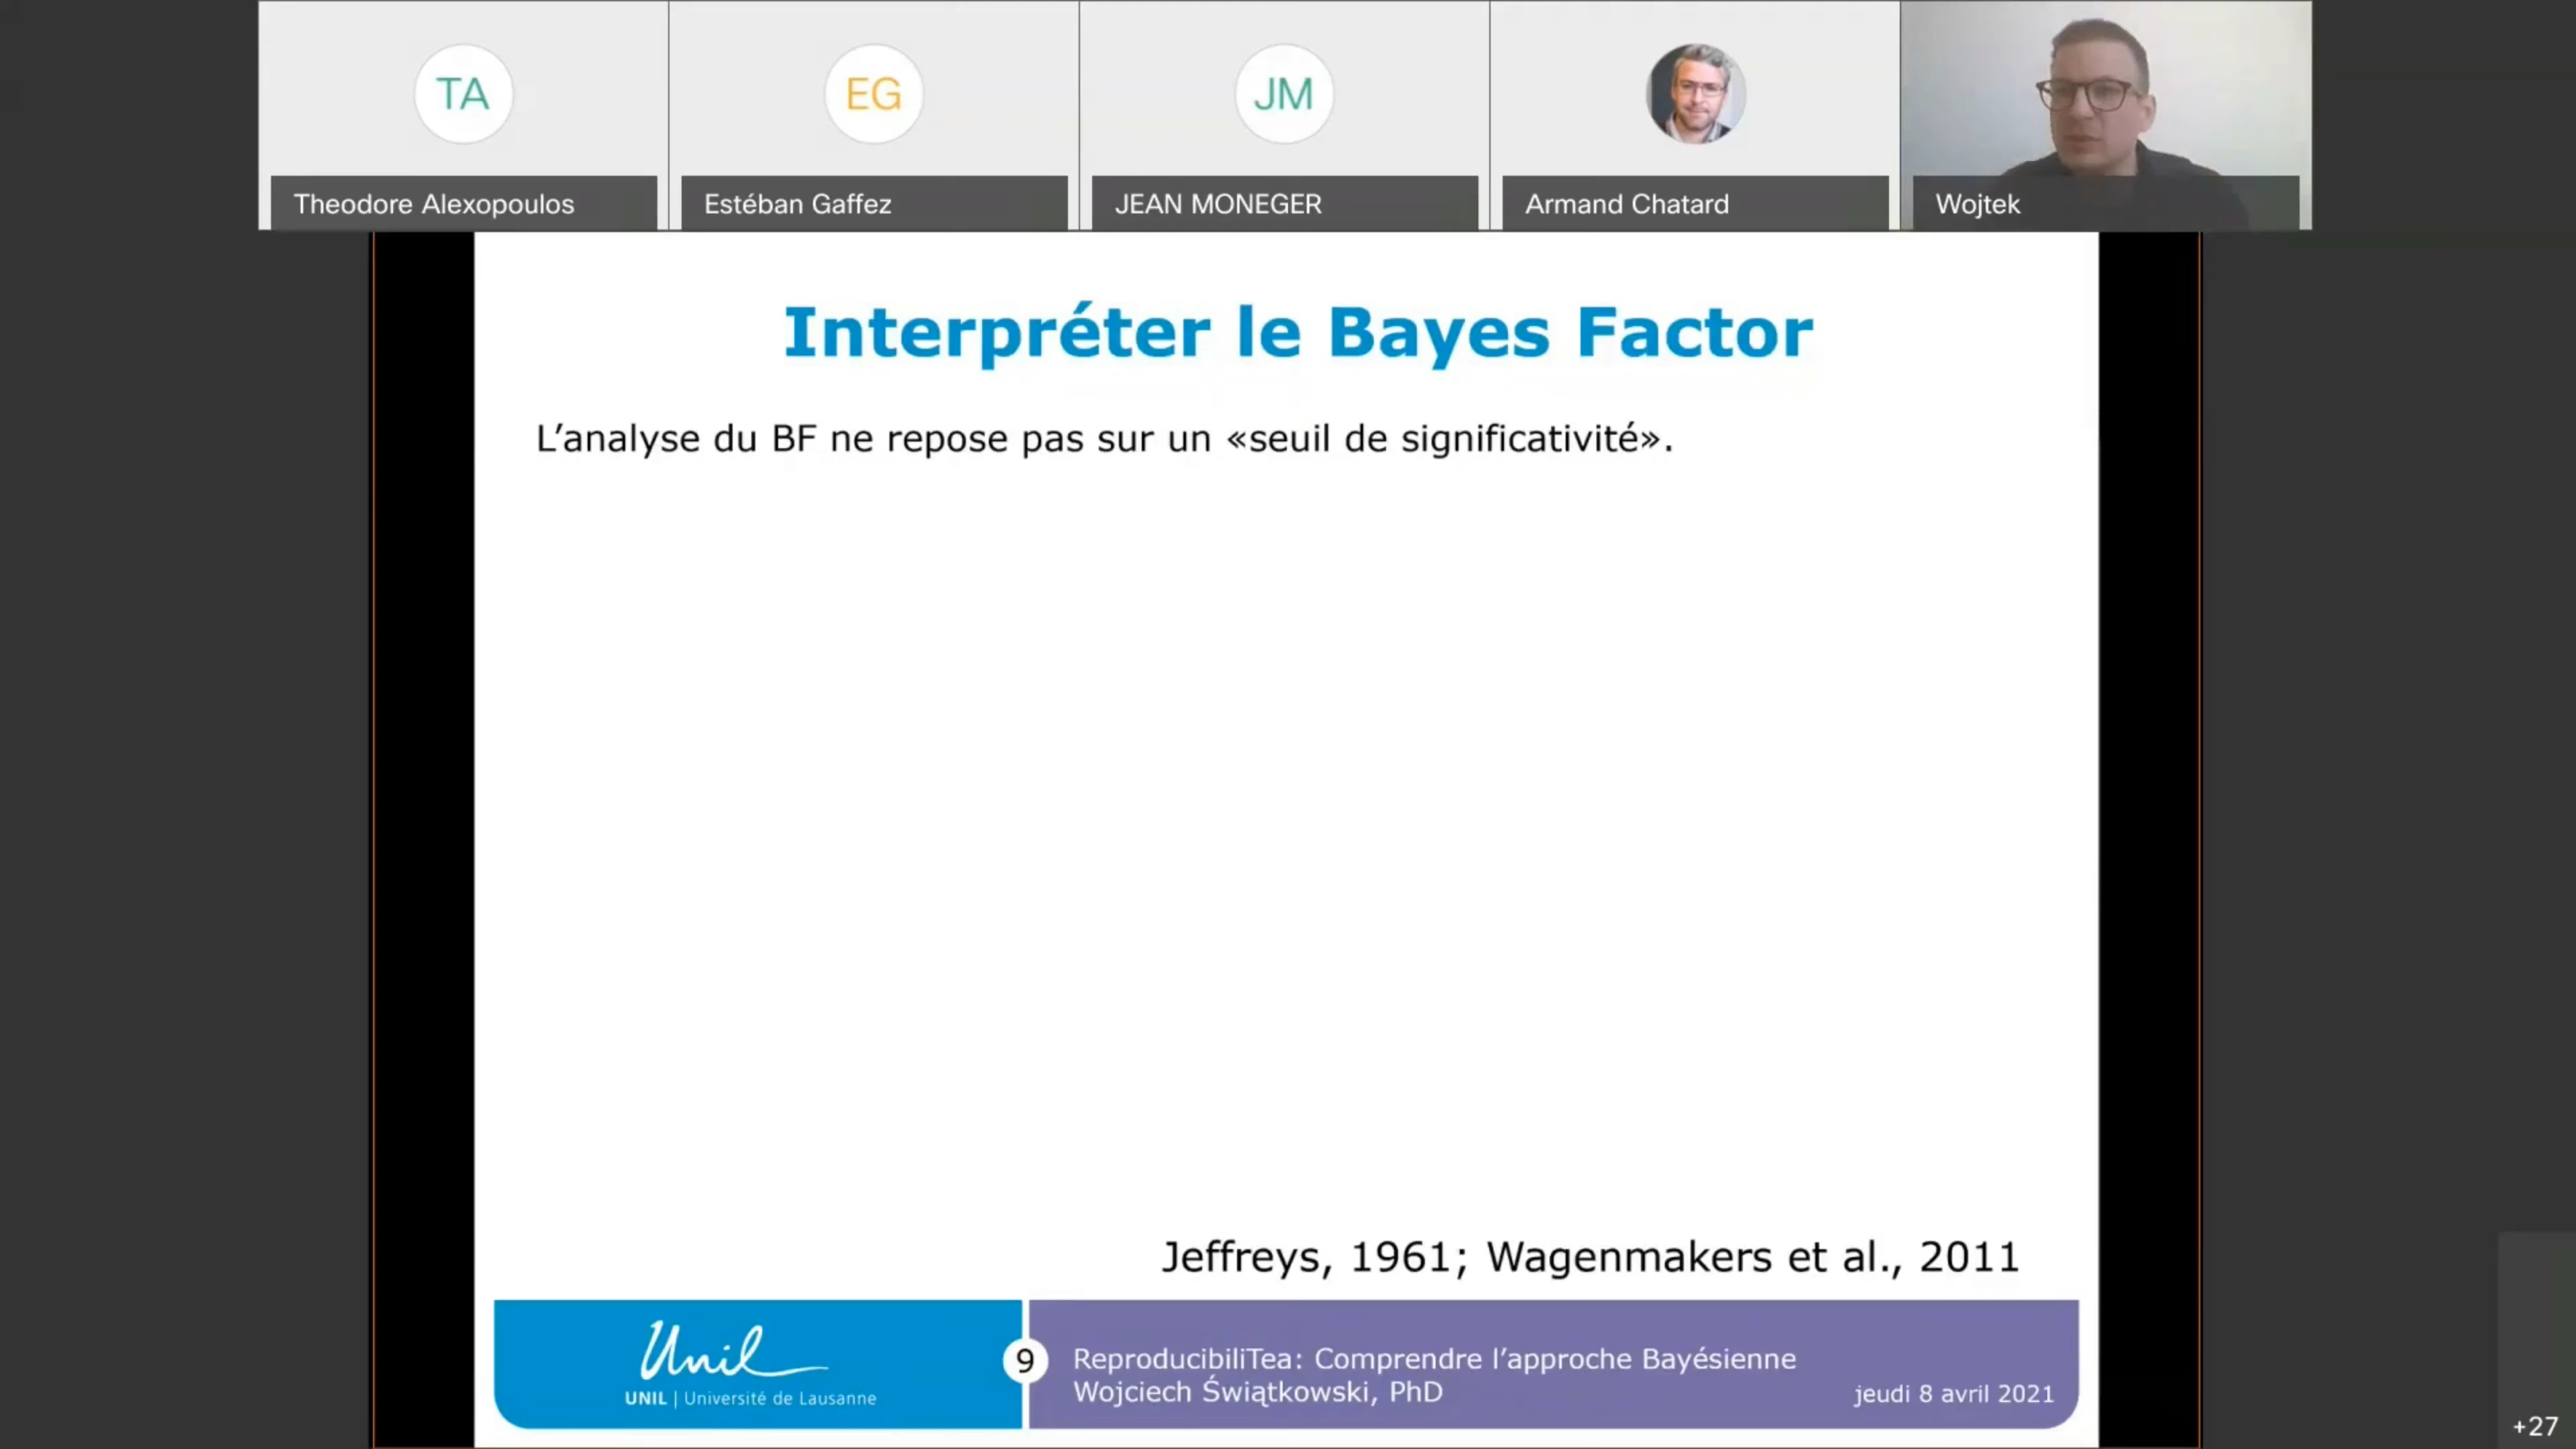 TA
EG
JM
Theodore Alexopoulos
Estéban Gaffez
JEAN MONEGER
Armand Chatard
Wojtek
Interpréter le Bayes Factor
L’analyse du BF ne repose pas sur un «seuil de significativité».
Jeffreys, 1961; Wagenmakers et al., 2011
Unil
UNIL | Université de Lausanne
9
ReproducibiliTea: Comprendre l’approche Bayésienne
Wojciech Świątkowski, PhD
jeudi 8 avril 2021
+27